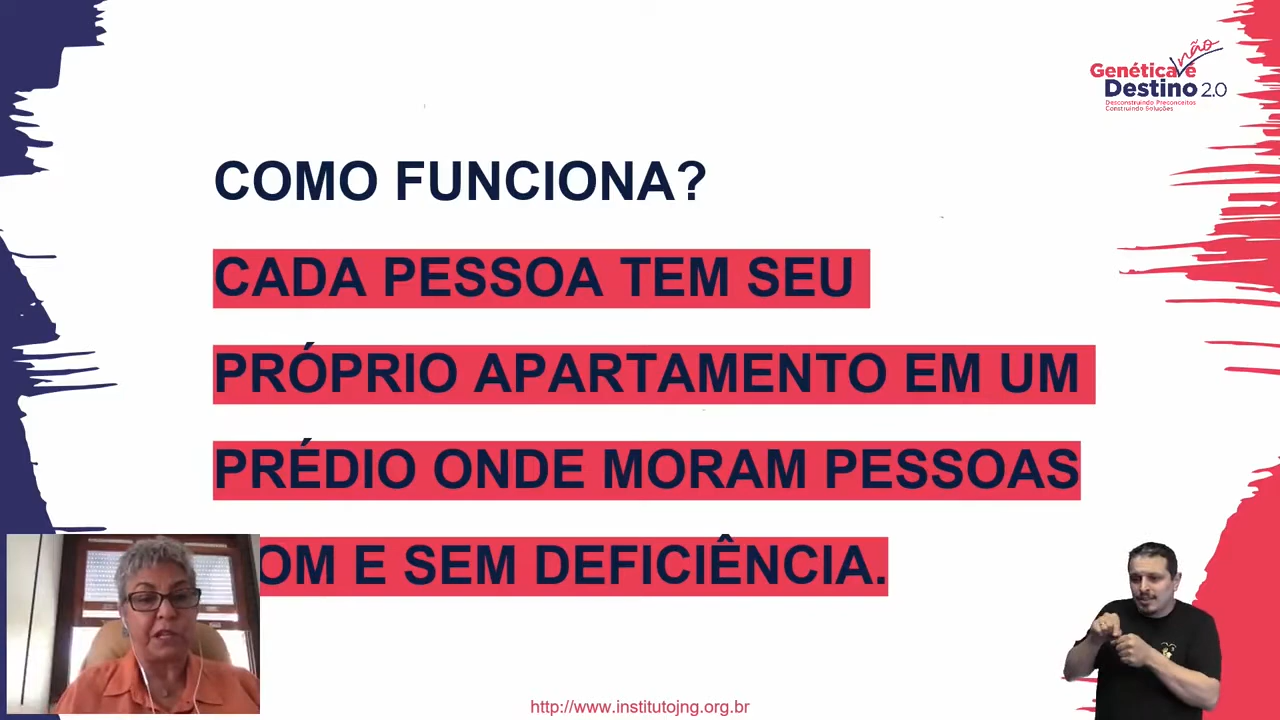 não
Genética é
Destino 2.0
Desconstruindo Preconceitos
Construindo Soluções
COMO FUNCIONA?
CADA PESSOA TEM SEU
PRÓPRIO APARTAMENTO EM UM
PRÉDIO ONDE MORAM PESSOAS
OM E SEM DEFICIÊNCIA.
http://www.institutojng.org.br